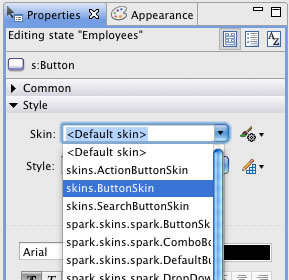 Properties
Appearance
Editing state "Employees"
s:Button
Common
Style
Skin: <Default skin>
<Default skin>
skins.ActionButtonSkin
Style:
skins.ButtonSkin
skins.SearchButtonSkin
spark.skins.spark.ButtonSk
spark.skins.spark.ComboBo
spark.skins.spark.DefaultBu
Arial
spark.skins.spark.DropDow
T T